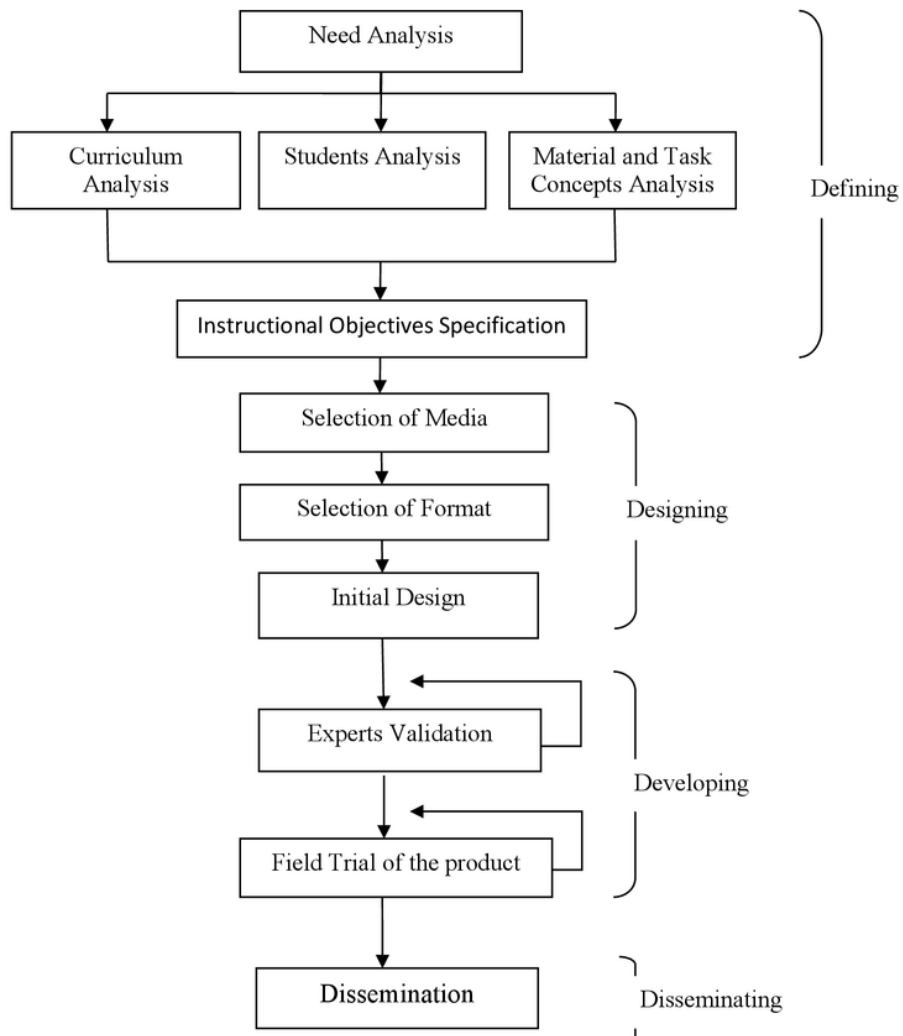 Need Analysis
Curriculum
Analysis
Students Analysis
Material and Task
Concepts Analysis
Defining
Instructional Objectives Specification
Selection of Media
Selection of Format
Designing
Initial Design
Experts Validation
Developing
Field Trial of the product
Dissemination
Disseminating